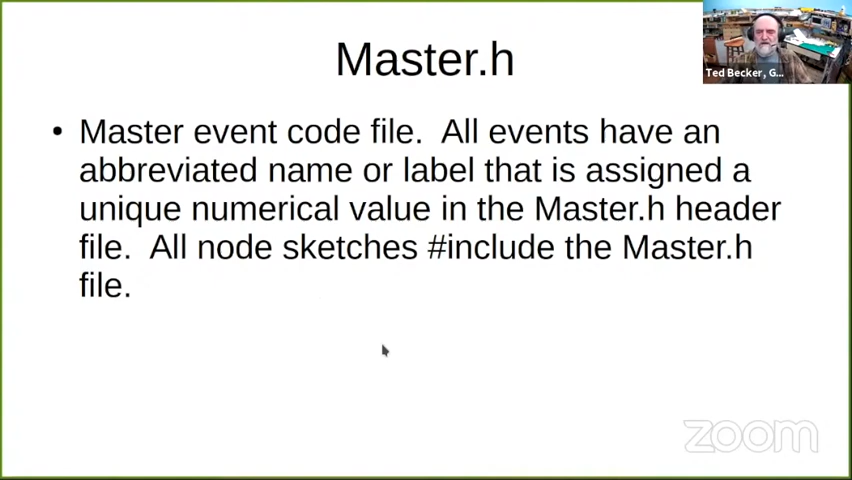 Master.h
Ted Becker, G...
• Master event code file.  All events have an
abbreviated name or label that is assigned a
unique numerical value in the Master.h header
file.  All node sketches #include the Master.h
file.
zoom